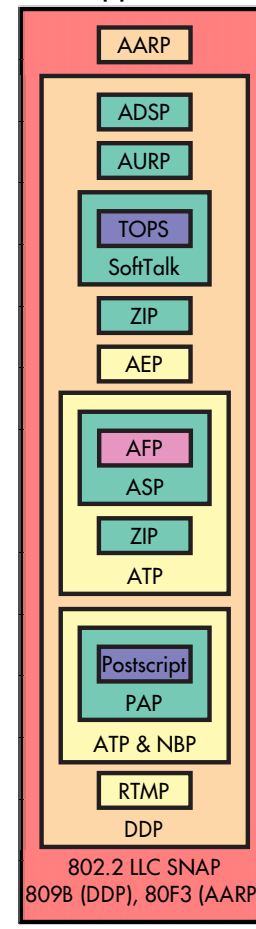 AARP
ADSP
AURP
TOPS
SoftTalk
ZIP
AEP
AFP
ASP
ZIP
ATP
Postscript
PAP
ATP & NBP
RTMP
DDP
802.2 LLC SNAP
809B (DDP), 80F3 (AARP